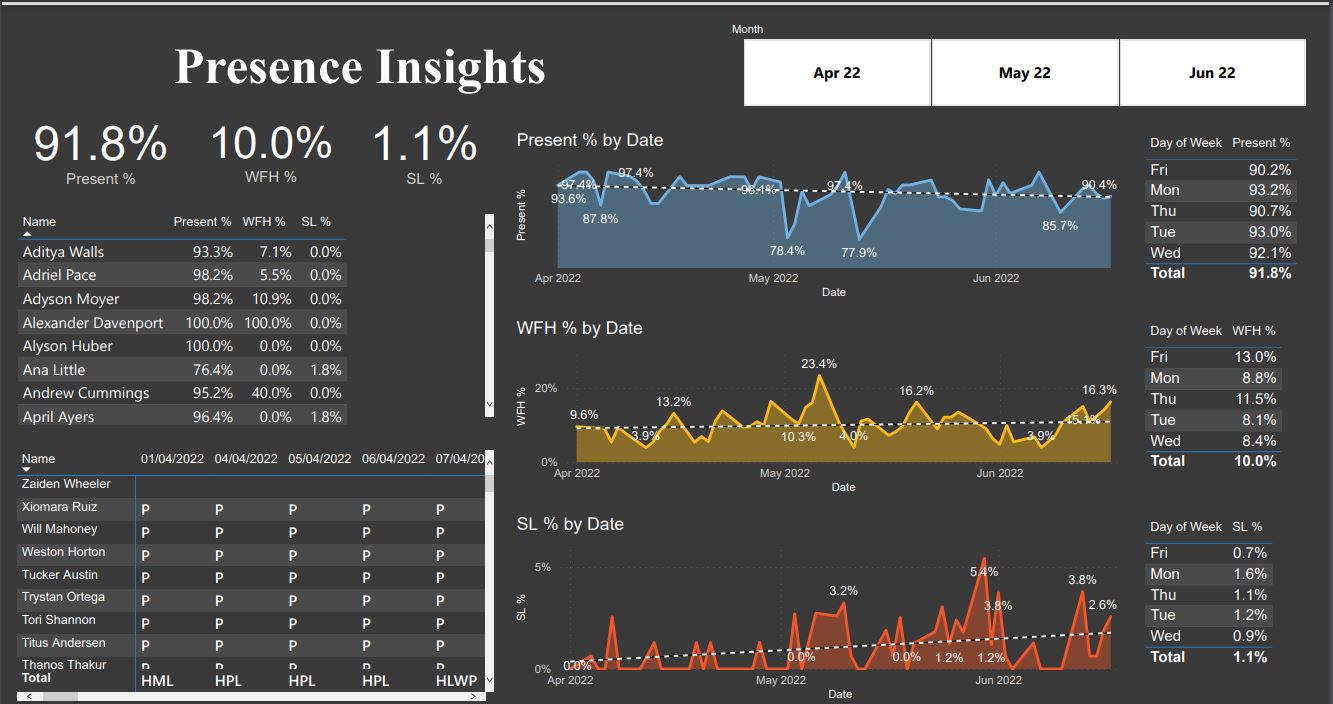 Presence Insights
Month
Apr 22 May 22 Jun 22
91.8% 10.0% 1.1%
Present % WFH % SL %
Name Present % WFH % SL %
Aditya Walls 93.3% 7.1% 0.0%
Adriel Pace 98.2% 5.5% 0.0%
Adyson Moyer 98.2% 10.9% 0.0%
Alexander Davenport 100.0% 100.0% 0.0%
Alyson Huber 100.0% 0.0% 0.0%
Ana Little 76.4% 0.0% 1.8%
Andrew Cummings 95.2% 40.0% 0.0%
April Ayers 96.4% 0.0% 1.8%
Name 01/04/2022 04/04/2022 05/04/2022 06/04/2022 07/04/20
Zaiden Wheeler
Xiomara Ruiz P P P P P
Will Mahoney P P P P P
Weston Horton P P P P P
Tucker Austin P P P P P
Trystan Ortega P P P P P
Tori Shannon P P P P P
Titus Andersen P P P P P
Thanos Thakur P P P P P
Total HML HPL HPL HPL HLWP
Present % by Date
Present %
97.4% 97.4% 96.1% 97.4% 90.4%
93.6%
87.8% 85.7%
78.4% 77.9%
Apr 2022 May 2022 Jun 2022
Date
Day of Week Present %
Fri 90.2%
Mon 93.2%
Thu 90.7%
Tue 93.0%
Wed 92.1%
Total 91.8%
WFH % by Date
WFH %
23.4%
20%
13.2% 16.2% 16.3%
9.6% 15.1%
3.9% 10.3% 4.0% 3.9%
0%
Apr 2022 May 2022 Jun 2022
Date
Day of Week WFH %
Fri 13.0%
Mon 8.8%
Thu 11.5%
Tue 8.1%
Wed 8.4%
Total 10.0%
SL % by Date
SL %
5%
5.4%
3.2% 3.8%
3.8% 2.6%
0.0% 0.0% 0.0% 1.2% 1.2%
0%
Apr 2022 May 2022 Jun 2022
Date
Day of Week SL %
Fri 0.7%
Mon 1.6%
Thu 1.1%
Tue 1.2%
Wed 0.9%
Total 1.1%